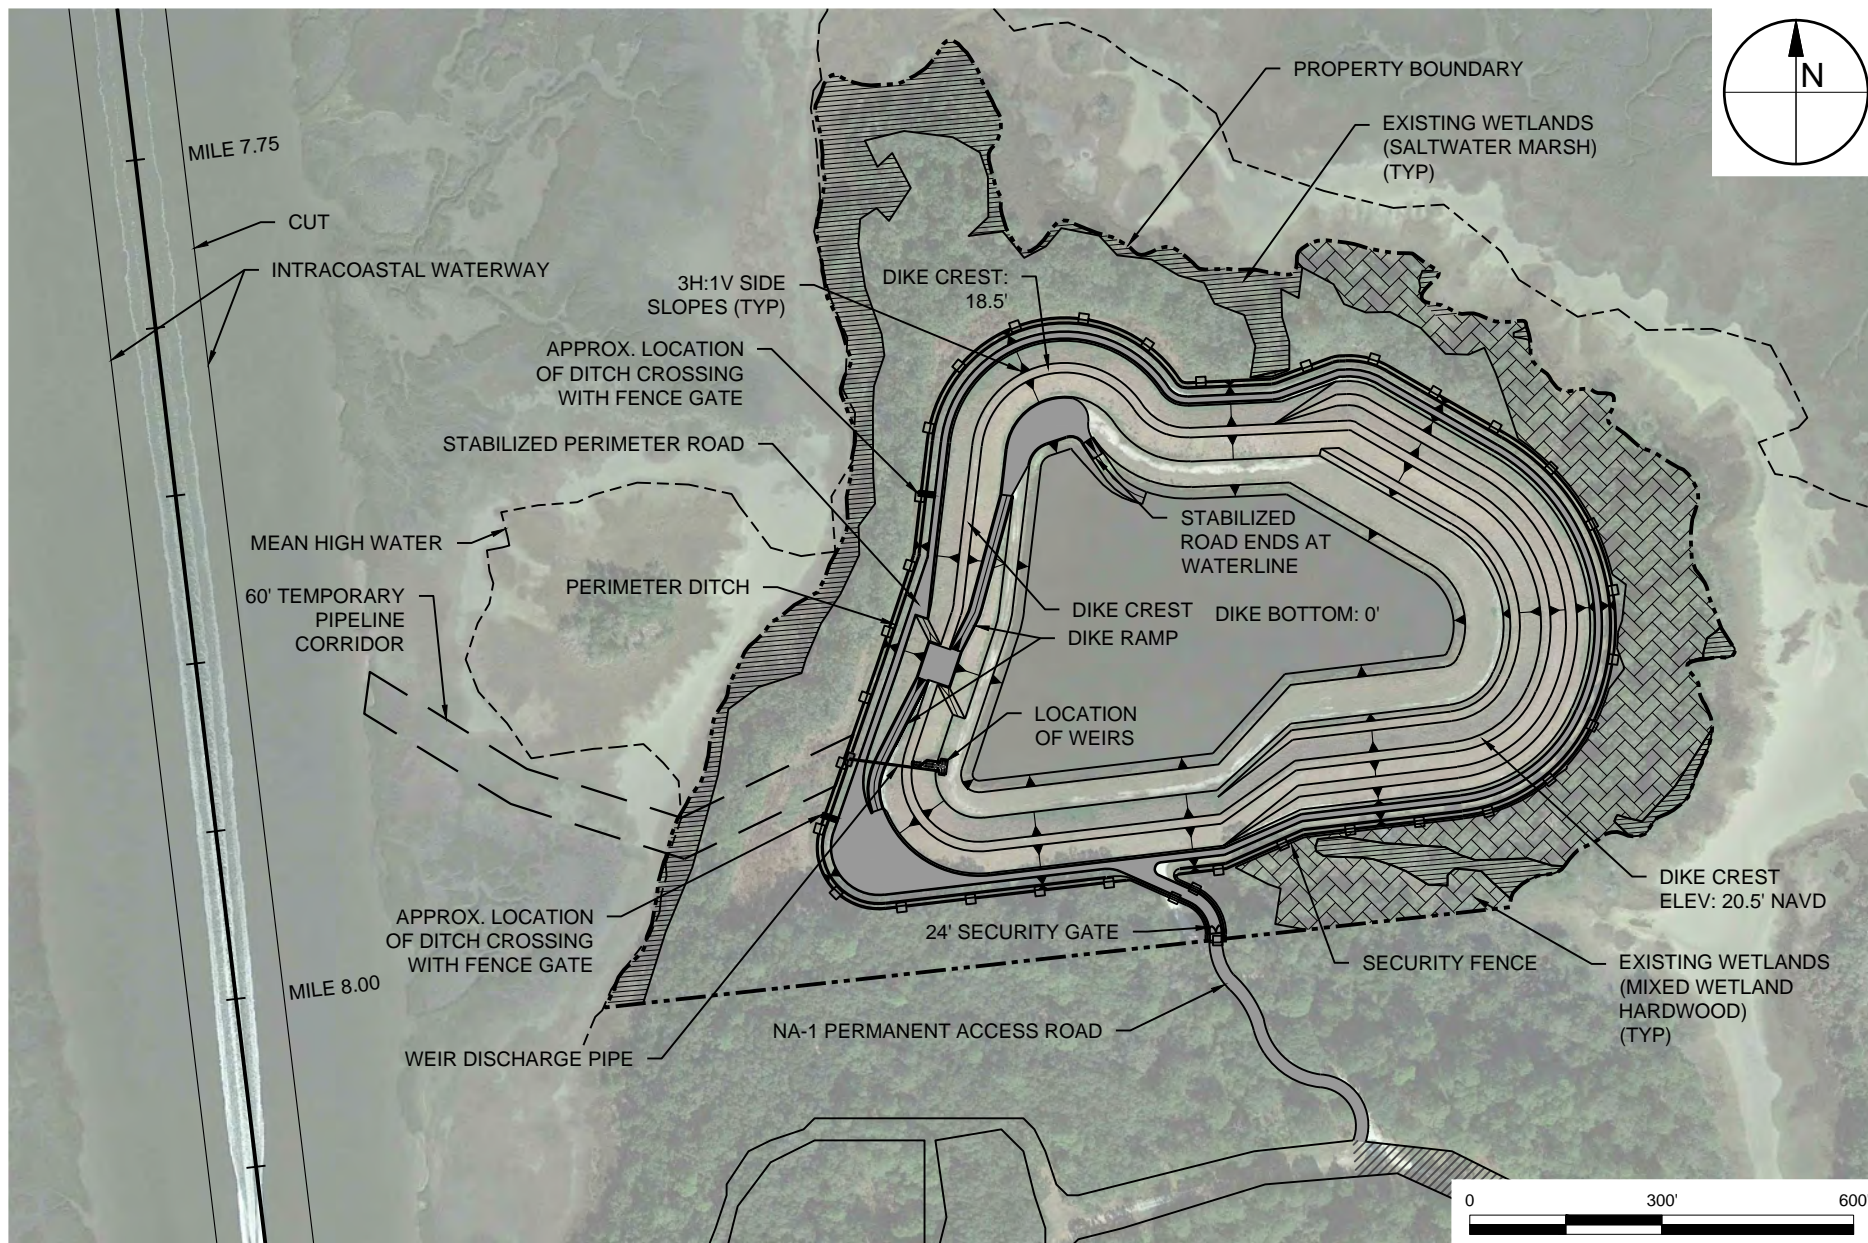 N
PROPERTY BOUNDARY
EXISTING WETLANDS
(SALTWATER MARSH)
(TYP)
MILE 7.75
CUT
INTRACOASTAL WATERWAY
3H:1V SIDE
SLOPES (TYP)
DIKE CREST:
18.5'
APPROX. LOCATION
OF DITCH CROSSING
WITH FENCE GATE
STABILIZED PERIMETER ROAD
MEAN HIGH WATER
PERIMETER DITCH
60' TEMPORARY
PIPELINE
CORRIDOR
STABILIZED
ROAD ENDS AT
WATERLINE
DIKE CREST
DIKE BOTTOM: 0'
DIKE RAMP
LOCATION
OF WEIRS
DIKE CREST
ELEV: 20.5' NAVD
APPROX. LOCATION
OF DITCH CROSSING
WITH FENCE GATE
24' SECURITY GATE
SECURITY FENCE
EXISTING WETLANDS
(MIXED WETLAND
HARDWOOD)
(TYP)
MILE 8.00
NA-1 PERMANENT ACCESS ROAD
WEIR DISCHARGE PIPE
0 300' 600